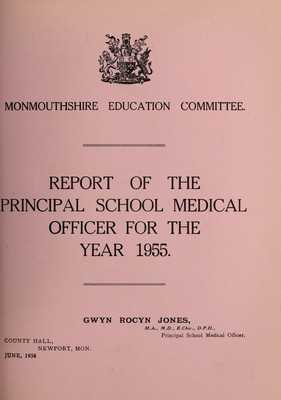 MONMOUTHSHIRE EDUCATION COMMITTEE.
REPORT OF THE
PRINCIPAL SCHOOL MEDICAL
OFFICER FOR THE
YEAR 1955.
GWYN ROCYN JONES,
M.A., M.D., B.Chir., D.P.H.,
Principal School Medical Officer.
COUNTY HALL,
NEWPORT, MON.
JUNE, 1956